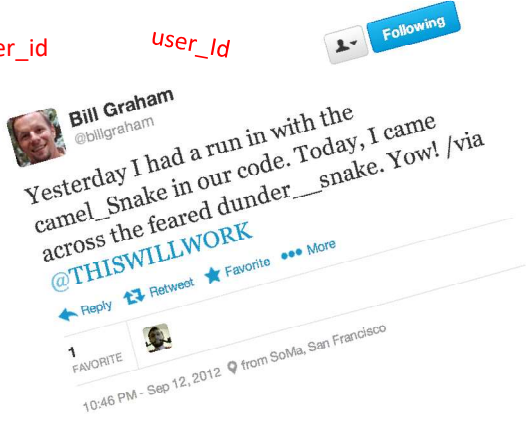 er_id
user_Id
Following
Bill Graham
@billgraham
Yesterday I had a run in with the
camel_Snake in our code. Today, I came
across the feared dunder__snake. Yow! /via
@THISWILLWORK
Reply Retweet Favorite More
1
FAVORITE
10:46 PM - Sep 12, 2012 from SoMa, San Francisco